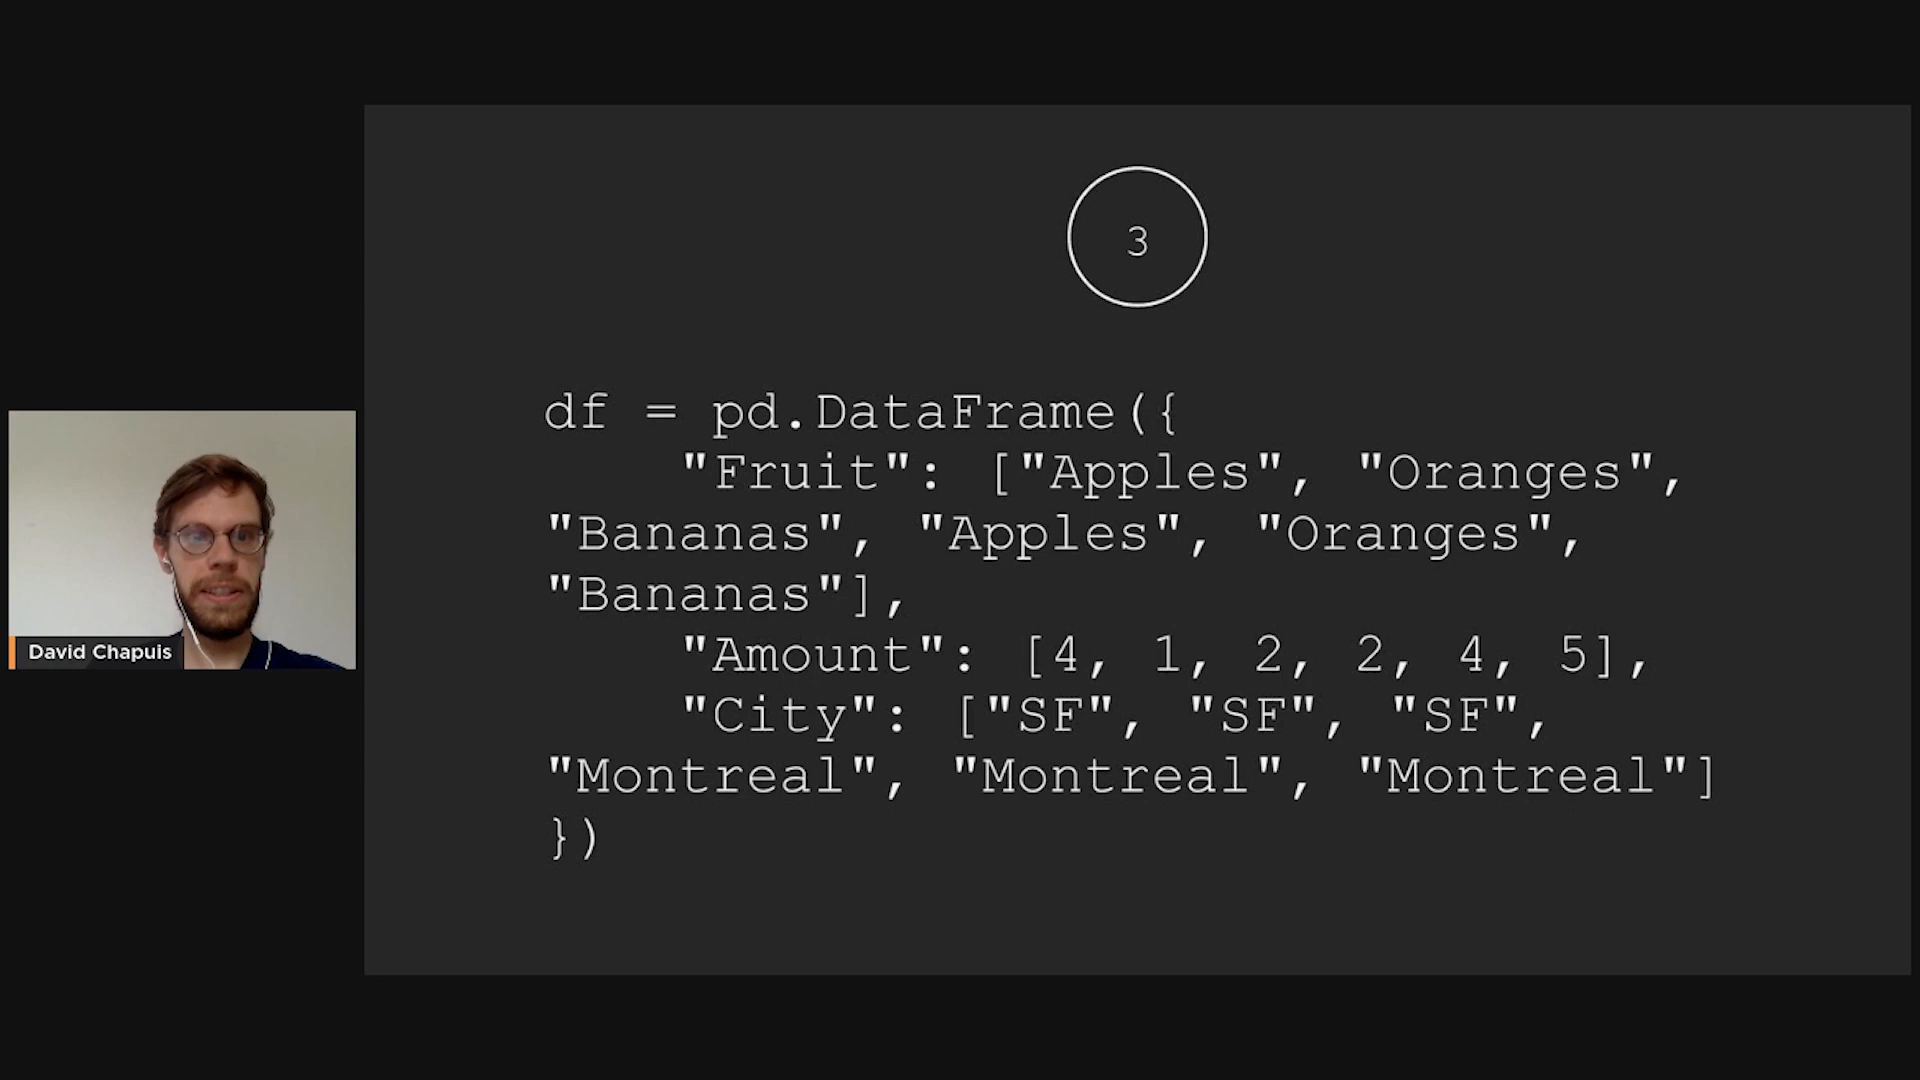 3
df = pd.DataFrame({
    "Fruit": ["Apples", "Oranges",
"Bananas", "Apples", "Oranges",
"Bananas"],
    "Amount": [4, 1, 2, 2, 4, 5],
    "City": ["SF", "SF", "SF",
"Montreal", "Montreal", "Montreal"]
})
David Chapuis